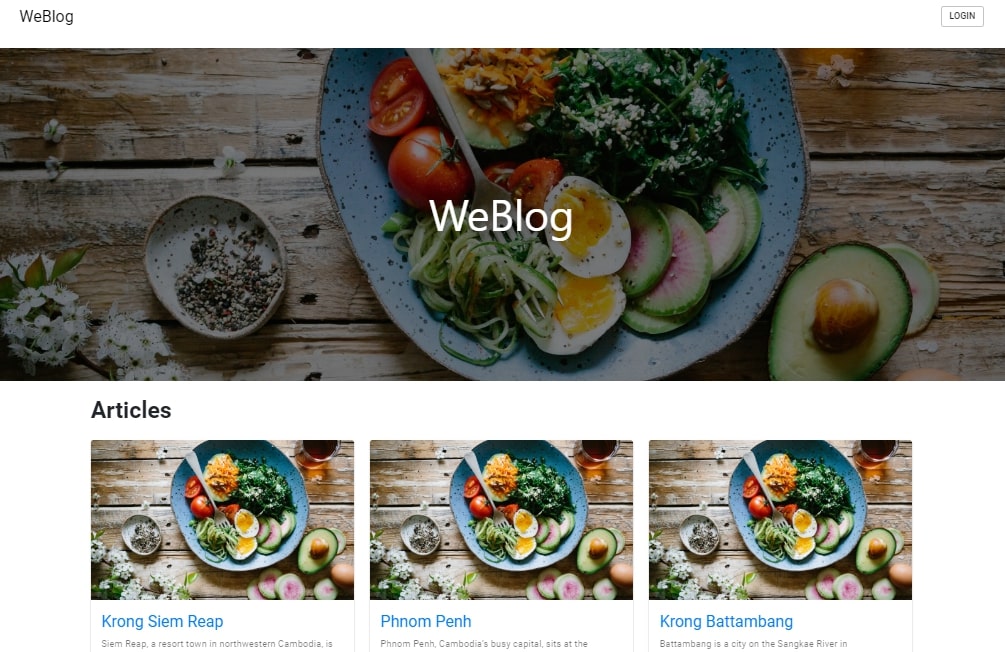 WeBlog
LOGIN
WeBlog
Articles
Krong Siem Reap
Phnom Penh
Krong Battambang
Siem Reap, a resort town in northwestern Cambodia, is
Phnom Penh, Cambodia's busy capital, sits at the
Battambang is a city on the Sangkae River in